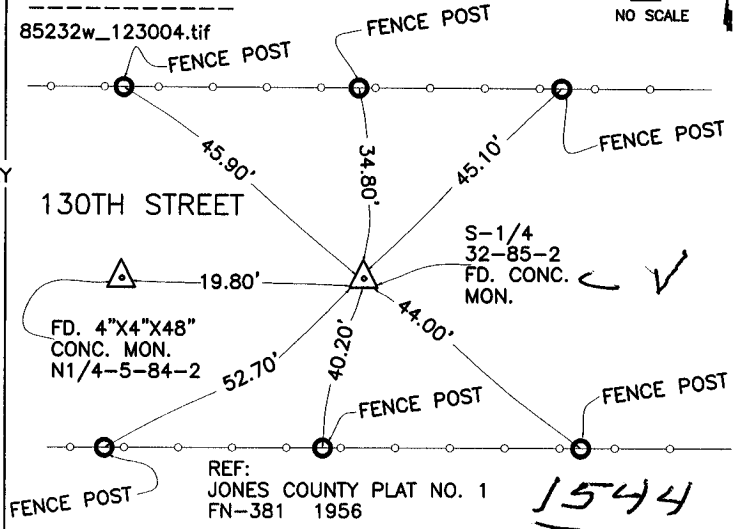 85232w_123004.tif
NO SCALE
FENCE POST
FENCE POST
FENCE POST
45.90'
34.80'
45.10'
Y
130TH STREET
S-1/4
32-85-2
FD. CONC.
MON.
19.80'
FD. 4"X4"X48"
CONC. MON.
N1/4-5-84-2
44.00'
52.70'
40.20'
FENCE POST
FENCE POST
FENCE POST
REF:
JONES COUNTY PLAT NO. 1
FN-381 1956
1544